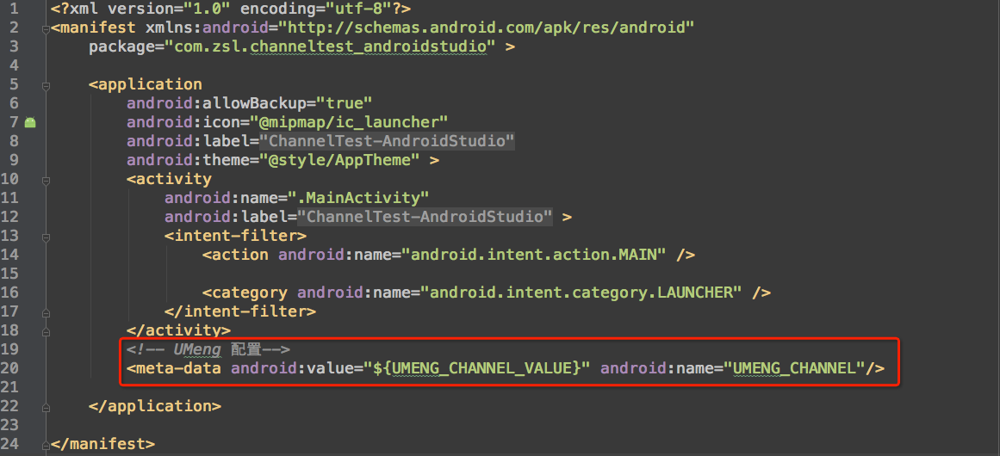 1 <?xml version="1.0" encoding="utf-8"?>
2 <manifest xmlns:android="http://schemas.android.com/apk/res/android"
3     package="com.zsl.channeltest_androidstudio" >
4
5     <application
6         android:allowBackup="true"
7         android:icon="@mipmap/ic_launcher"
8         android:label="ChannelTest-AndroidStudio"
9         android:theme="@style/AppTheme" >
10         <activity
11             android:name=".MainActivity"
12             android:label="ChannelTest-AndroidStudio" >
13             <intent-filter>
14                 <action android:name="android.intent.action.MAIN" />
15
16                 <category android:name="android.intent.category.LAUNCHER" />
17             </intent-filter>
18         </activity>
19         <!-- UMeng 配置-->
20         <meta-data android:value="${UMENG_CHANNEL_VALUE}" android:name="UMENG_CHANNEL"/>
21
22     </application>
23
24 </manifest>